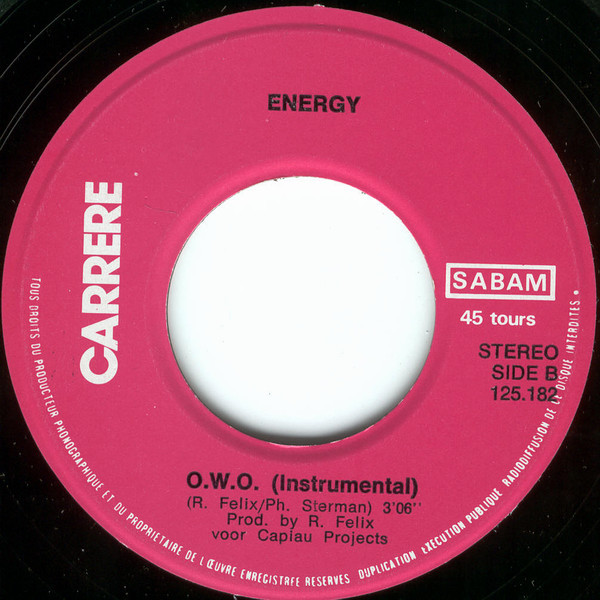 ENERGY
CARRERE
SABAM
45 tours
STEREO
SIDE B
125.182
O.W.O. (Instrumental)
(R. Felix/Ph. Sterman) 3'06''
Prod. by R. Felix
voor Capiau Projects
TOUS DROITS DU PRODUCTEUR PHONOGRAPHIQUE ET DU PROPRIETAIRE DE L'ŒUVRE ENREGISTRÉE RESERVES DUPLICATION EXECUTION PUBLIQUE RADIODIFFUSION DE CE DISQUE INTERDITES •